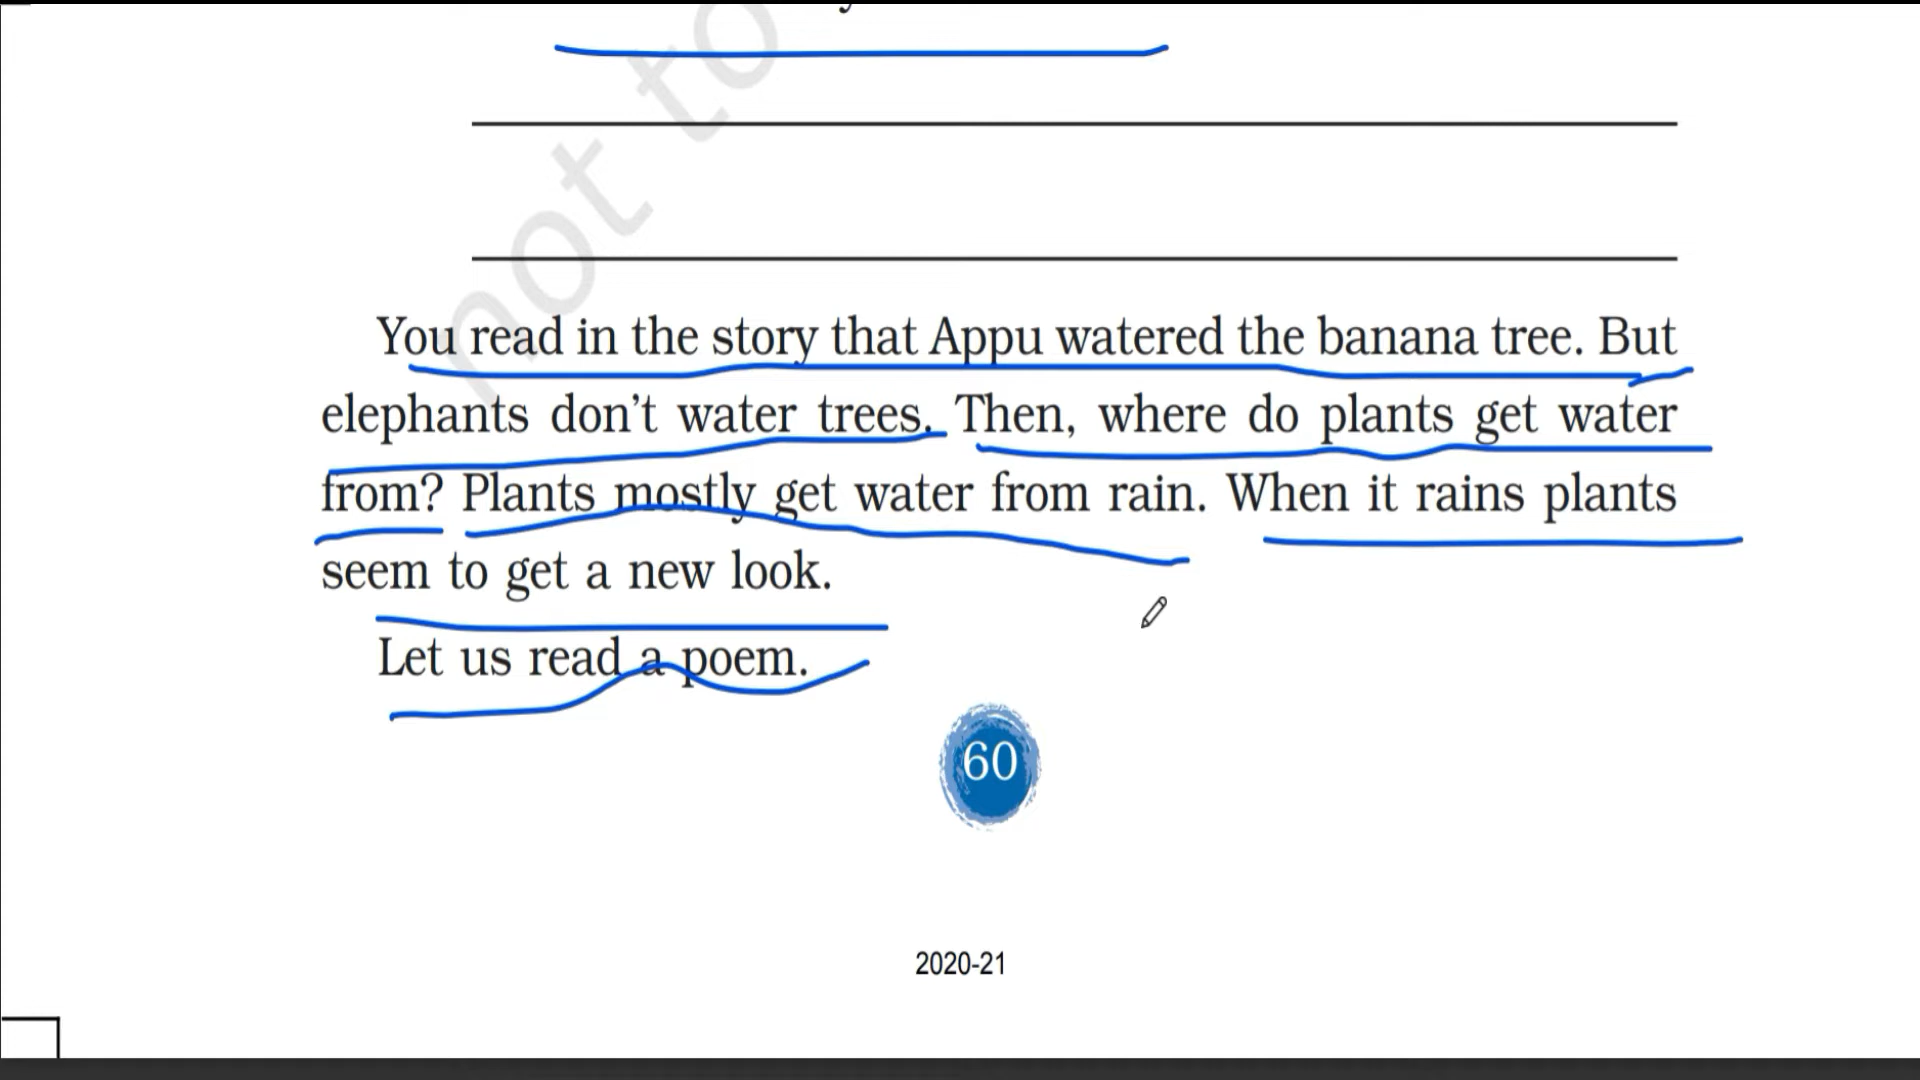 not to
You read in the story that Appu watered the banana tree. But
elephants don't water trees. Then, where do plants get water
from? Plants mostly get water from rain. When it rains plants
seem to get a new look.
Let us read a poem.
60
2020-21